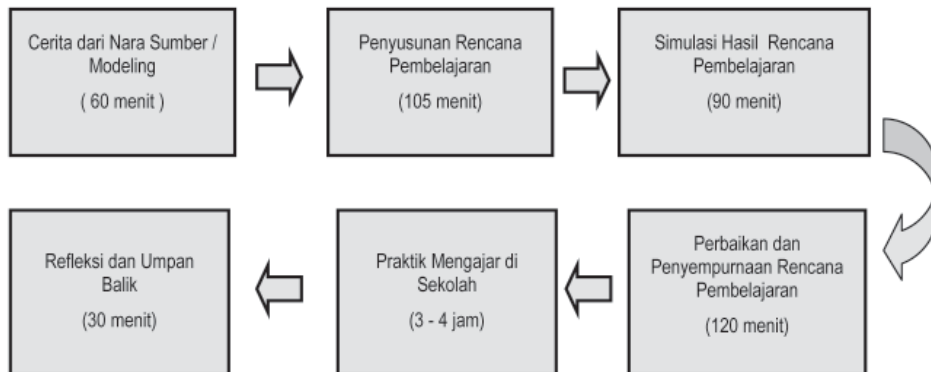 Cerita dari Nara Sumber /
Modeling
( 60 menit )
Penyusunan Rencana
Pembelajaran
(105 menit)
Simulasi Hasil Rencana
Pembelajaran
(90 menit)
Perbaikan dan
Penyempurnaan Rencana
Pembelajaran
(120 menit)
Praktik Mengajar di
Sekolah
(3 - 4 jam)
Refleksi dan Umpan
Balik
(30 menit)